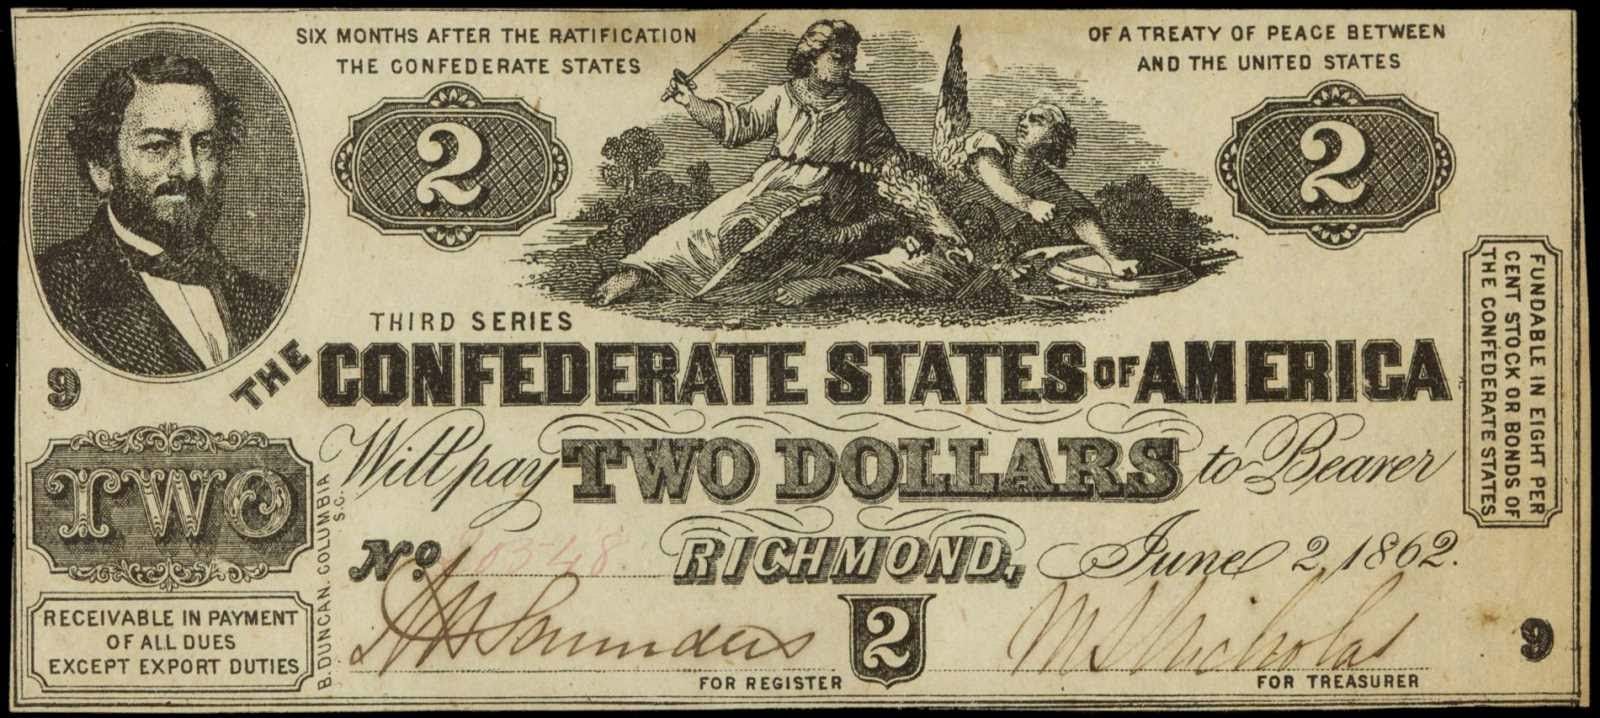 SIX MONTHS AFTER THE RATIFICATION OF A TREATY OF PEACE BETWEEN
THE CONFEDERATE STATES AND THE UNITED STATES
2 2
THIRD SERIES
9
THE CONFEDERATE STATES OF AMERICA
Will pay TWO DOLLARS to Bearer
TWO
No. 20348
RICHMOND, June 2, 1862.
RECEIVABLE IN PAYMENT
OF ALL DUES
EXCEPT EXPORT DUTIES
B. DUNCAN. COLUMBIA
S.C.
Saunders
FOR REGISTER
2
M S Nicholas
FOR TREASURER
9
FUNDABLE IN EIGHT PER
CENT STOCK OR BONDS OF
THE CONFEDERATE STATES